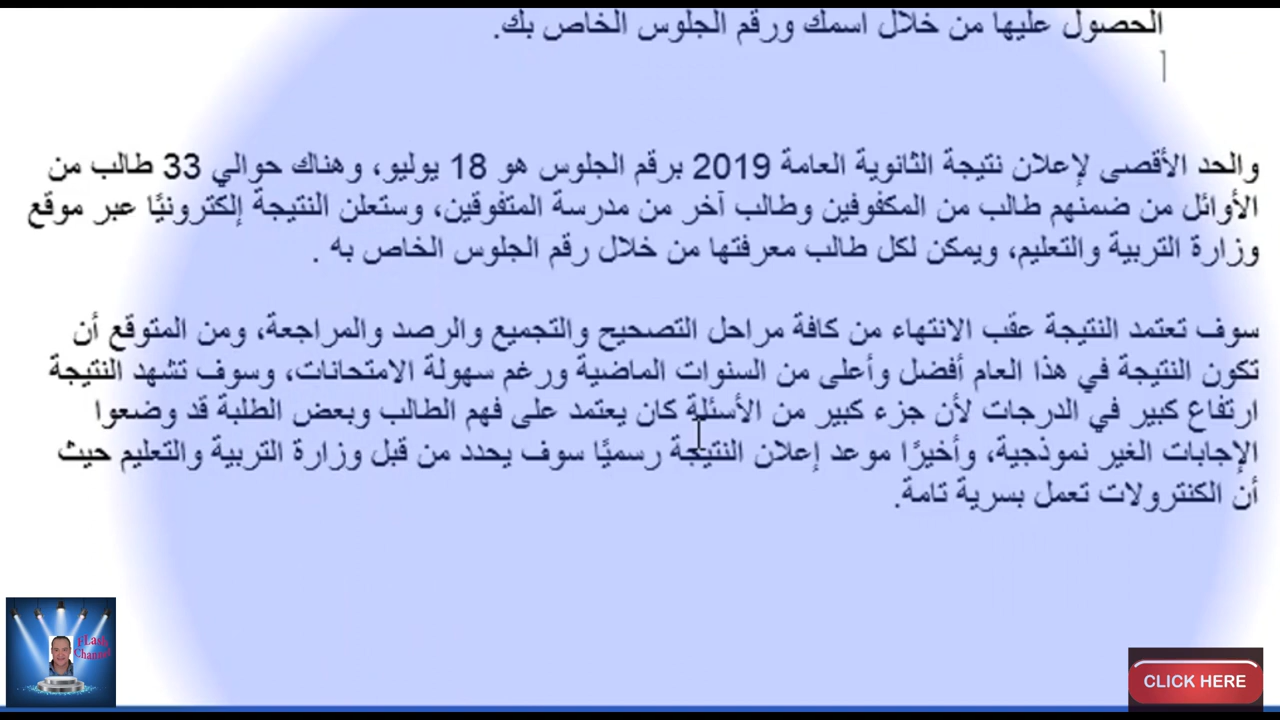 الحصول عليها من خلال اسمك ورقم الجلوس الخاص بك.
والحد الأقصى لإعلان نتيجة الثانوية العامة 2019 برقم الجلوس هو 18 يوليو، وهناك حوالي 33 طالب من
الأوائل من ضمنهم طالب من المكفوفين وطالب آخر من مدرسة المتفوقين، وستعلن النتيجة إلكترونيًا عبر موقع
وزارة التربية والتعليم، ويمكن لكل طالب معرفتها من خلال رقم الجلوس الخاص به .
سوف تعتمد النتيجة عقب الانتهاء من كافة مراحل التصحيح والتجميع والرصد والمراجعة، ومن المتوقع أن
تكون النتيجة في هذا العام أفضل وأعلى من السنوات الماضية ورغم سهولة الامتحانات، وسوف تشهد النتيجة
ارتفاع كبير في الدرجات لأن جزء كبير من الأسئلة كان يعتمد على فهم الطالب وبعض الطلبة قد وضعوا
الإجابات الغير نموذجية، وأخيرًا موعد إعلان النتيجة رسميًا سوف يحدد من قبل وزارة التربية والتعليم حيث
أن الكنترولات تعمل بسرية تامة.
fLash
Channel
CLICK HERE